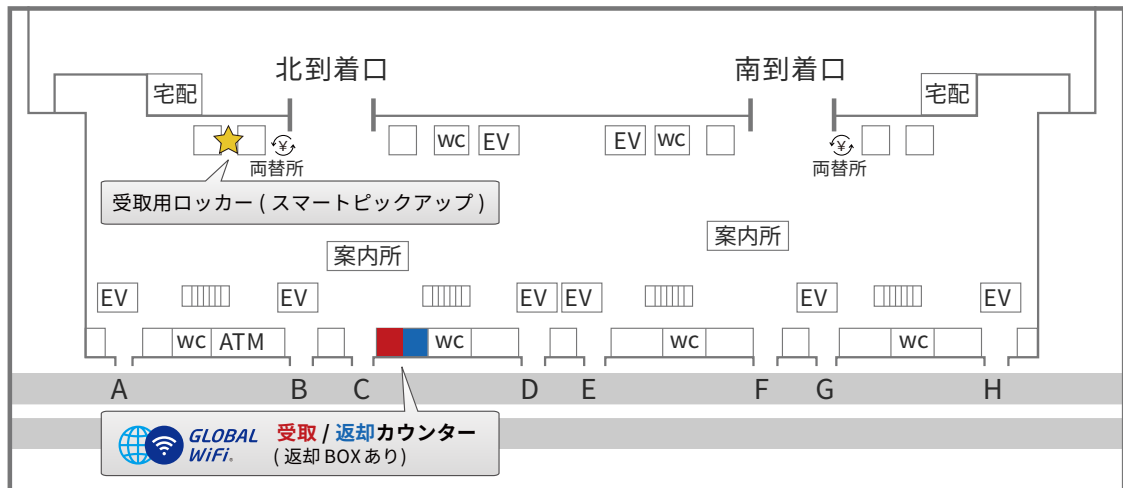 北到着口
南到着口
宅配
宅配
wc
EV
EV
wc
¥
両替所
¥
両替所
受取用ロッカー ( スマートピックアップ )
案内所
案内所
EV
EV
EV
EV
EV
EV
wc
ATM
wc
wc
wc
A
B
C
D
E
F
G
H
GLOBAL
WiFi®
受取 / 返却カウンター
( 返却 BOX あり)